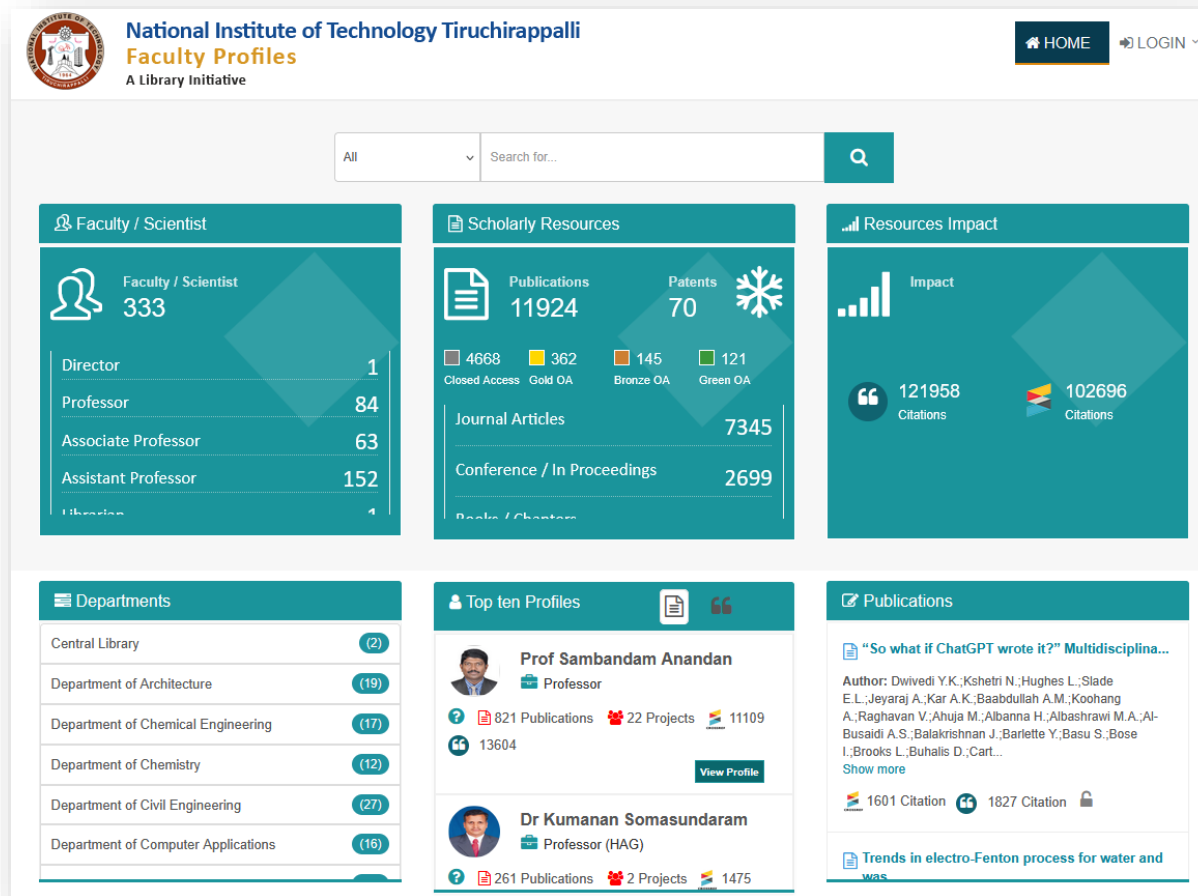 National Institute of Technology Tiruchirappalli
Faculty Profiles
A Library Initiative
HOME
LOGIN
All
Search for...
Faculty / Scientist
Faculty / Scientist
333
Director 1
Professor 84
Associate Professor 63
Assistant Professor 152
Librarian 1
Scholarly Resources
Publications
11924
Patents
70
4668 362 145 121
Closed Access Gold OA Bronze OA Green OA
Journal Articles 7345
Conference / In Proceedings 2699
Books / Chapters
Resources Impact
Impact
121958
Citations
102696
Citations
Departments
Central Library (2)
Department of Architecture (19)
Department of Chemical Engineering (17)
Department of Chemistry (12)
Department of Civil Engineering (27)
Department of Computer Applications (16)
Top ten Profiles
Prof Sambandam Anandan
Professor
821 Publications 22 Projects 11109
13604
View Profile
Dr Kumanan Somasundaram
Professor (HAG)
261 Publications 2 Projects 1475
Publications
“So what if ChatGPT wrote it?” Multidisciplina...
Author: Dwivedi Y.K.;Kshetri N.;Hughes L.;Slade
E.L.;Jeyaraj A.;Kar A.K.;Baabdullah A.M.;Koohang
A.;Raghavan V.;Ahuja M.;Albanna H.;Albashrawi M.A.;Al-
Busaidi A.S.;Balakrishnan J.;Barlette Y.;Basu S.;Bose
I.;Brooks L.;Buhalis D.;Cart...
Show more
1601 Citation 1827 Citation
Trends in electro-Fenton process for water and
was